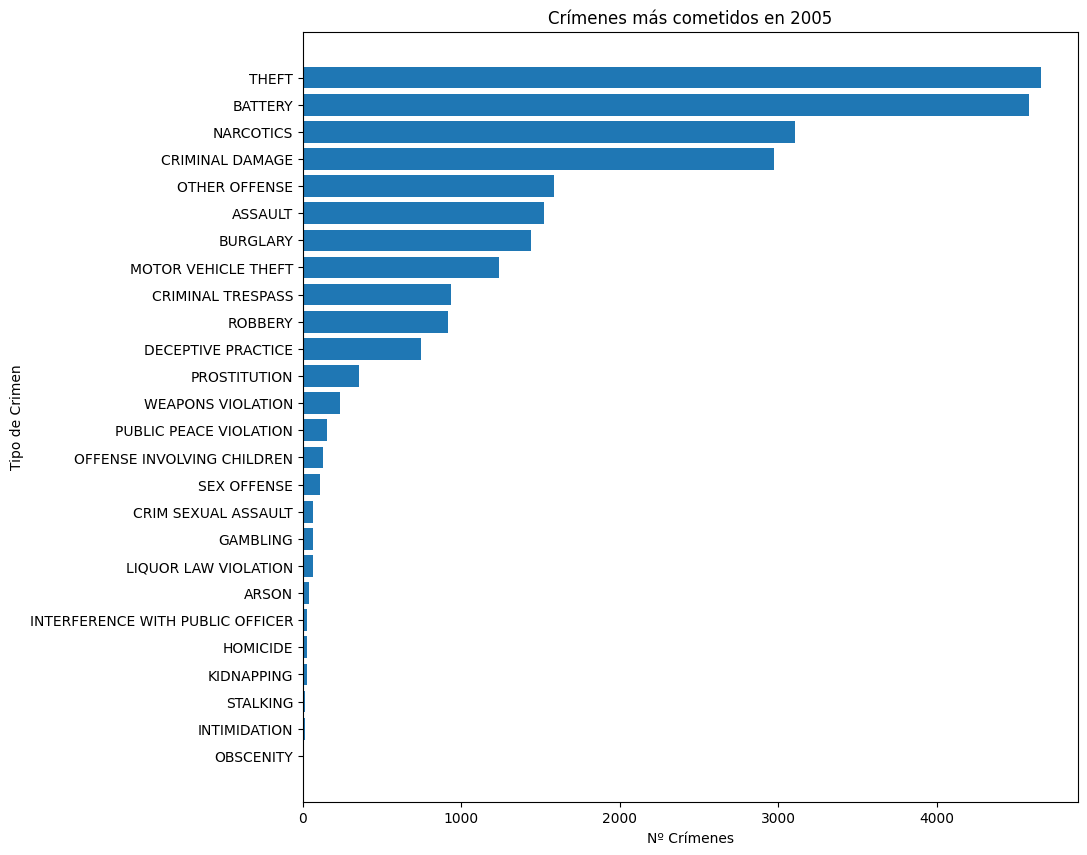 Crímenes más cometidos en 2005
THEFT
BATTERY
NARCOTICS
CRIMINAL DAMAGE
OTHER OFFENSE
ASSAULT
BURGLARY
MOTOR VEHICLE THEFT
CRIMINAL TRESPASS
ROBBERY
DECEPTIVE PRACTICE
PROSTITUTION
WEAPONS VIOLATION
PUBLIC PEACE VIOLATION
OFFENSE INVOLVING CHILDREN
SEX OFFENSE
CRIM SEXUAL ASSAULT
GAMBLING
LIQUOR LAW VIOLATION
ARSON
INTERFERENCE WITH PUBLIC OFFICER
HOMICIDE
KIDNAPPING
STALKING
INTIMIDATION
OBSCENITY
Tipo de Crimen
0 1000 2000 3000 4000
Nº Crímenes